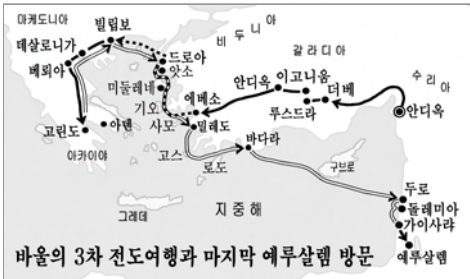 마케도니아
빌립보
데살로니가
베뢰아
드로아
앗소
미둘레네
기오
사모
에베소
밀레도
고린도
아덴
아카이야
비두니아
갈라디아
안디옥
이고니움
더베
루스드라
수리아
안디옥
고스
로도
바다라
구브로
그레데
지중해
두로
돌레미아
가이사랴
예루살렘
바울의 3차 전도여행과 마지막 예루살렘 방문